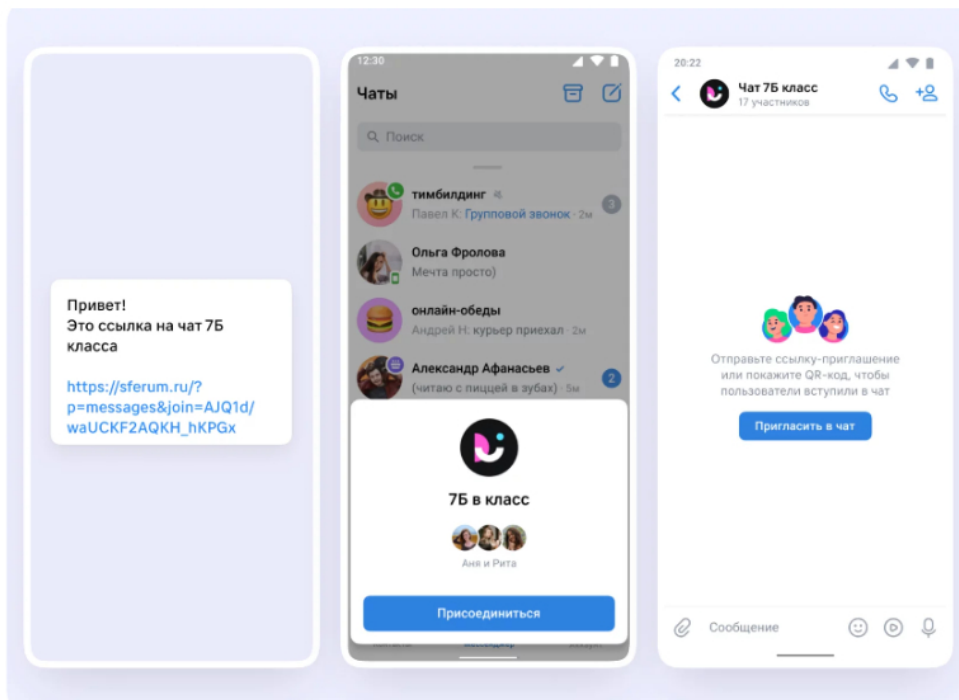 Привет!
Это ссылка на чат 7Б
класса
https://sferum.ru/?
p=messages&join=AJQ1d/
waUCKF2AQKH_hKPGx
12:30
Чаты
Поиск
тимбилдинг
Павел К: Групповой звонок · 2м
3
Ольга Фролова
Мечта просто)
онлайн-обеды
Андрей Н: курьер приехал · 2м
Александр Афанасьев
(читаю с пиццей в зубах) · 5м
2
7Б в класс
Аня и Рита
Присоединиться
20:22
Чат 7Б класс
17 участников
Отправьте ссылку-приглашение
или покажите QR-код, чтобы
пользователи вступили в чат
Пригласить в чат
Сообщение